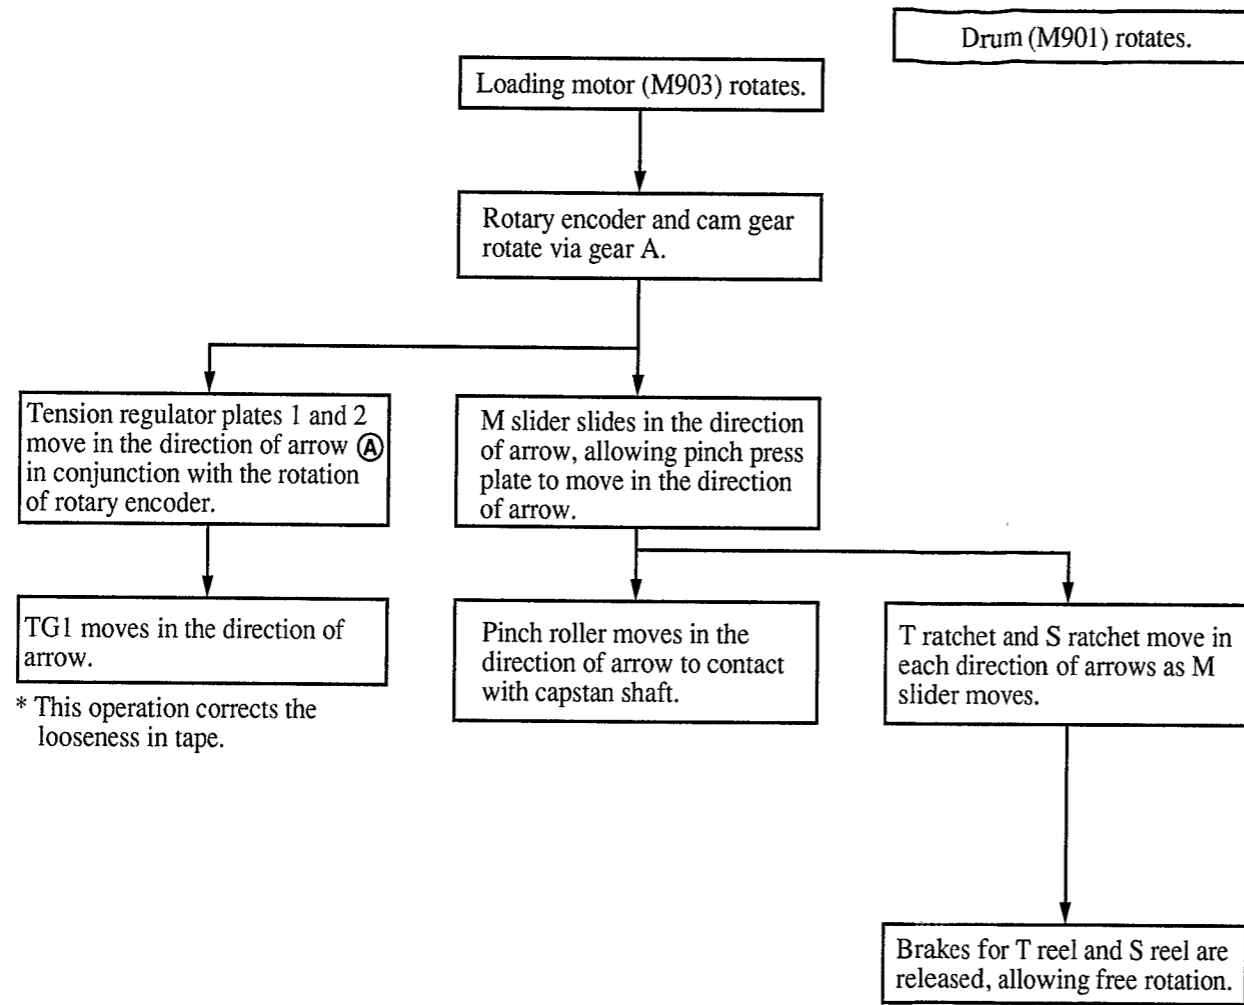 Drum (M901) rotates.
Loading motor (M903) rotates.
Rotary encoder and cam gear
rotate via gear A.
Tension regulator plates 1 and 2
move in the direction of arrow Ⓐ
in conjunction with the rotation
of rotary encoder.
M slider slides in the direction
of arrow, allowing pinch press
plate to move in the direction
of arrow.
TG1 moves in the direction of
arrow.
* This operation corrects the
looseness in tape.
Pinch roller moves in the
direction of arrow to contact
with capstan shaft.
T ratchet and S ratchet move in
each direction of arrows as M
slider moves.
Brakes for T reel and S reel are
released, allowing free rotation.